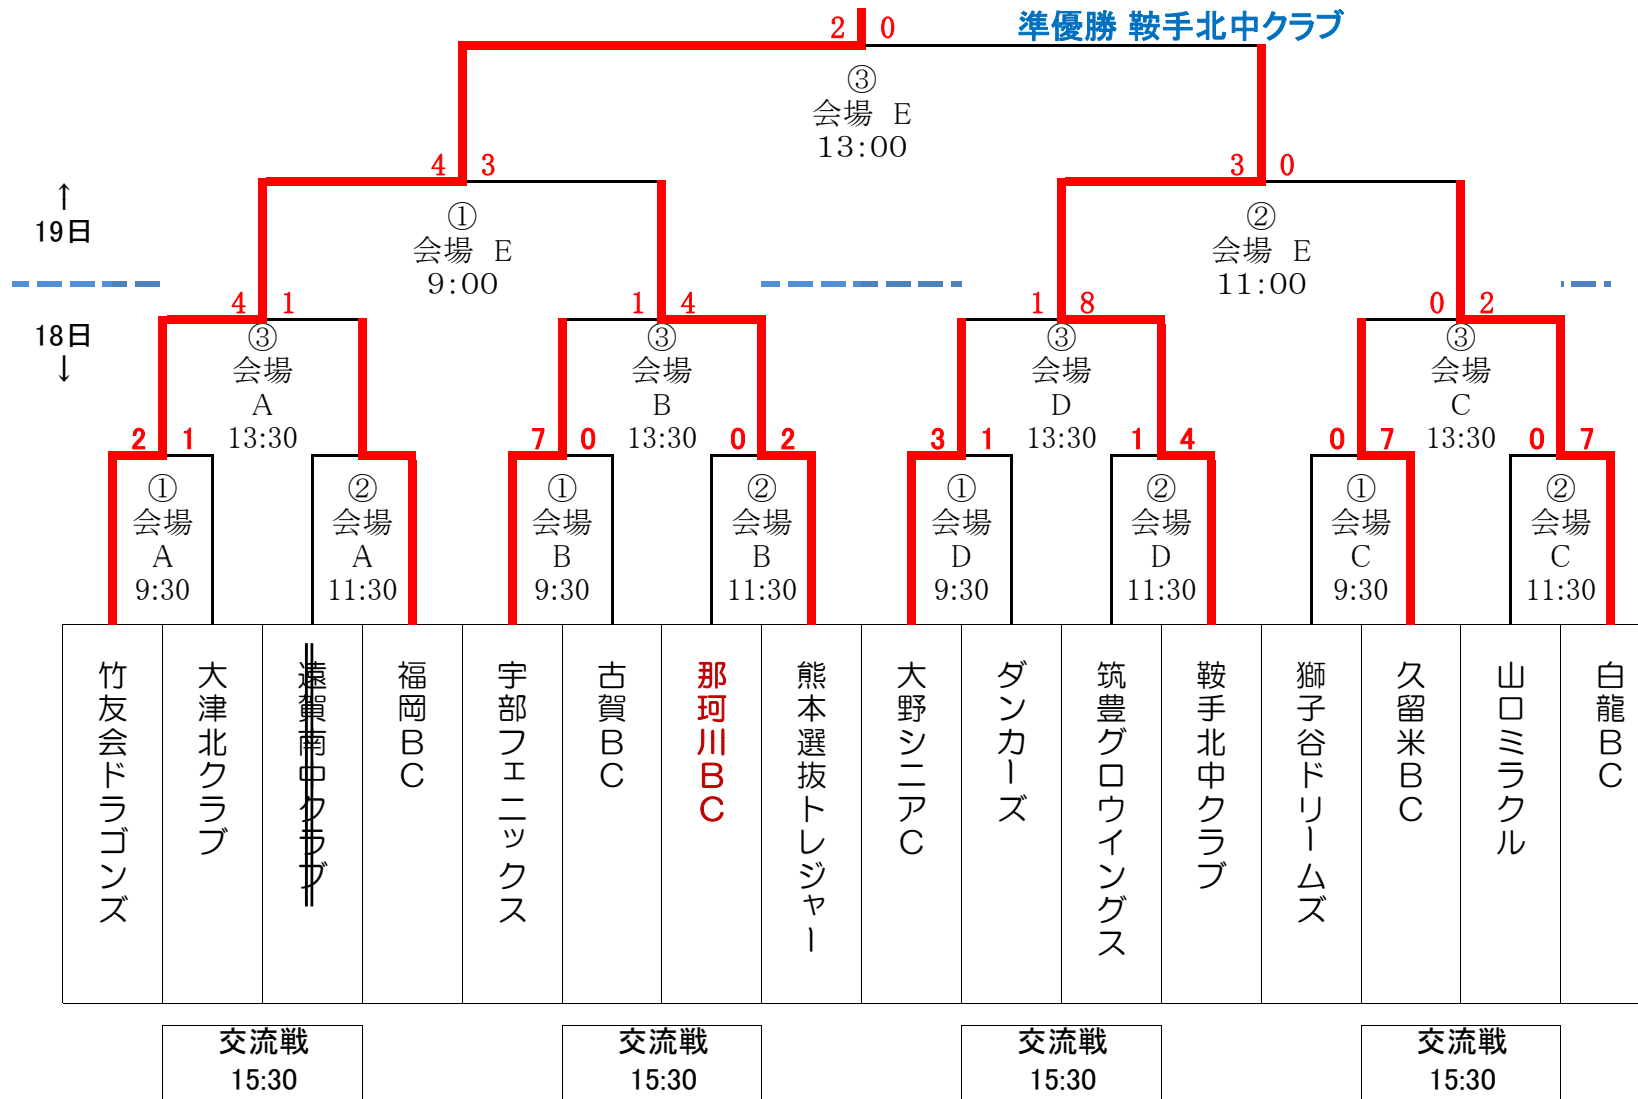 2 0 準優勝 鞍手北中クラブ
③
会場 E
13:00
4 3
3 0
↑
19日
①
会場 E
9:00
②
会場 E
11:00
18日
↓
4 1
1 4
1 8
0 2
③
会場
A
13:30
③
会場
B
13:30
③
会場
D
13:30
③
会場
C
13:30
2 1
7 0
0 2
3 1
1 4
0 7
0 7
①
会場
A
9:30
②
会場
A
11:30
①
会場
B
9:30
②
会場
B
11:30
①
会場
D
9:30
②
会場
D
11:30
①
会場
C
9:30
②
会場
C
11:30
竹友会ドラゴンズ
大津北クラブ
遠賀南中クラブ
福岡BC
宇部フェニックス
古賀BC
那珂川BC
熊本選抜トレジャー
大野シニアC
ダンカーズ
筑豊グロウイングス
鞍手北中クラブ
獅子谷ドリームズ
久留米BC
山口ミラクル
白龍BC
交流戦
15:30
交流戦
15:30
交流戦
15:30
交流戦
15:30